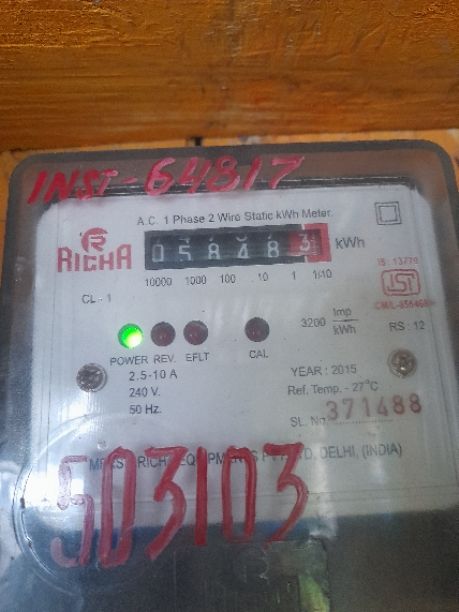 INST-64817
A.C. 1 Phase 2 Wire Static kWh Meter.
R
RICHA
058483 kWh
10000 1000 100 10 1 1/10
IS : 13779
ISI
CL - 1
3200 Imp/kWh
RS : 12
POWER REV. EFLT CAL
2.5-10 A
240 V.
50 Hz.
YEAR : 2015
Ref. Temp. - 27°C
SL. No. 371488
DELHI, (INDIA)
503103